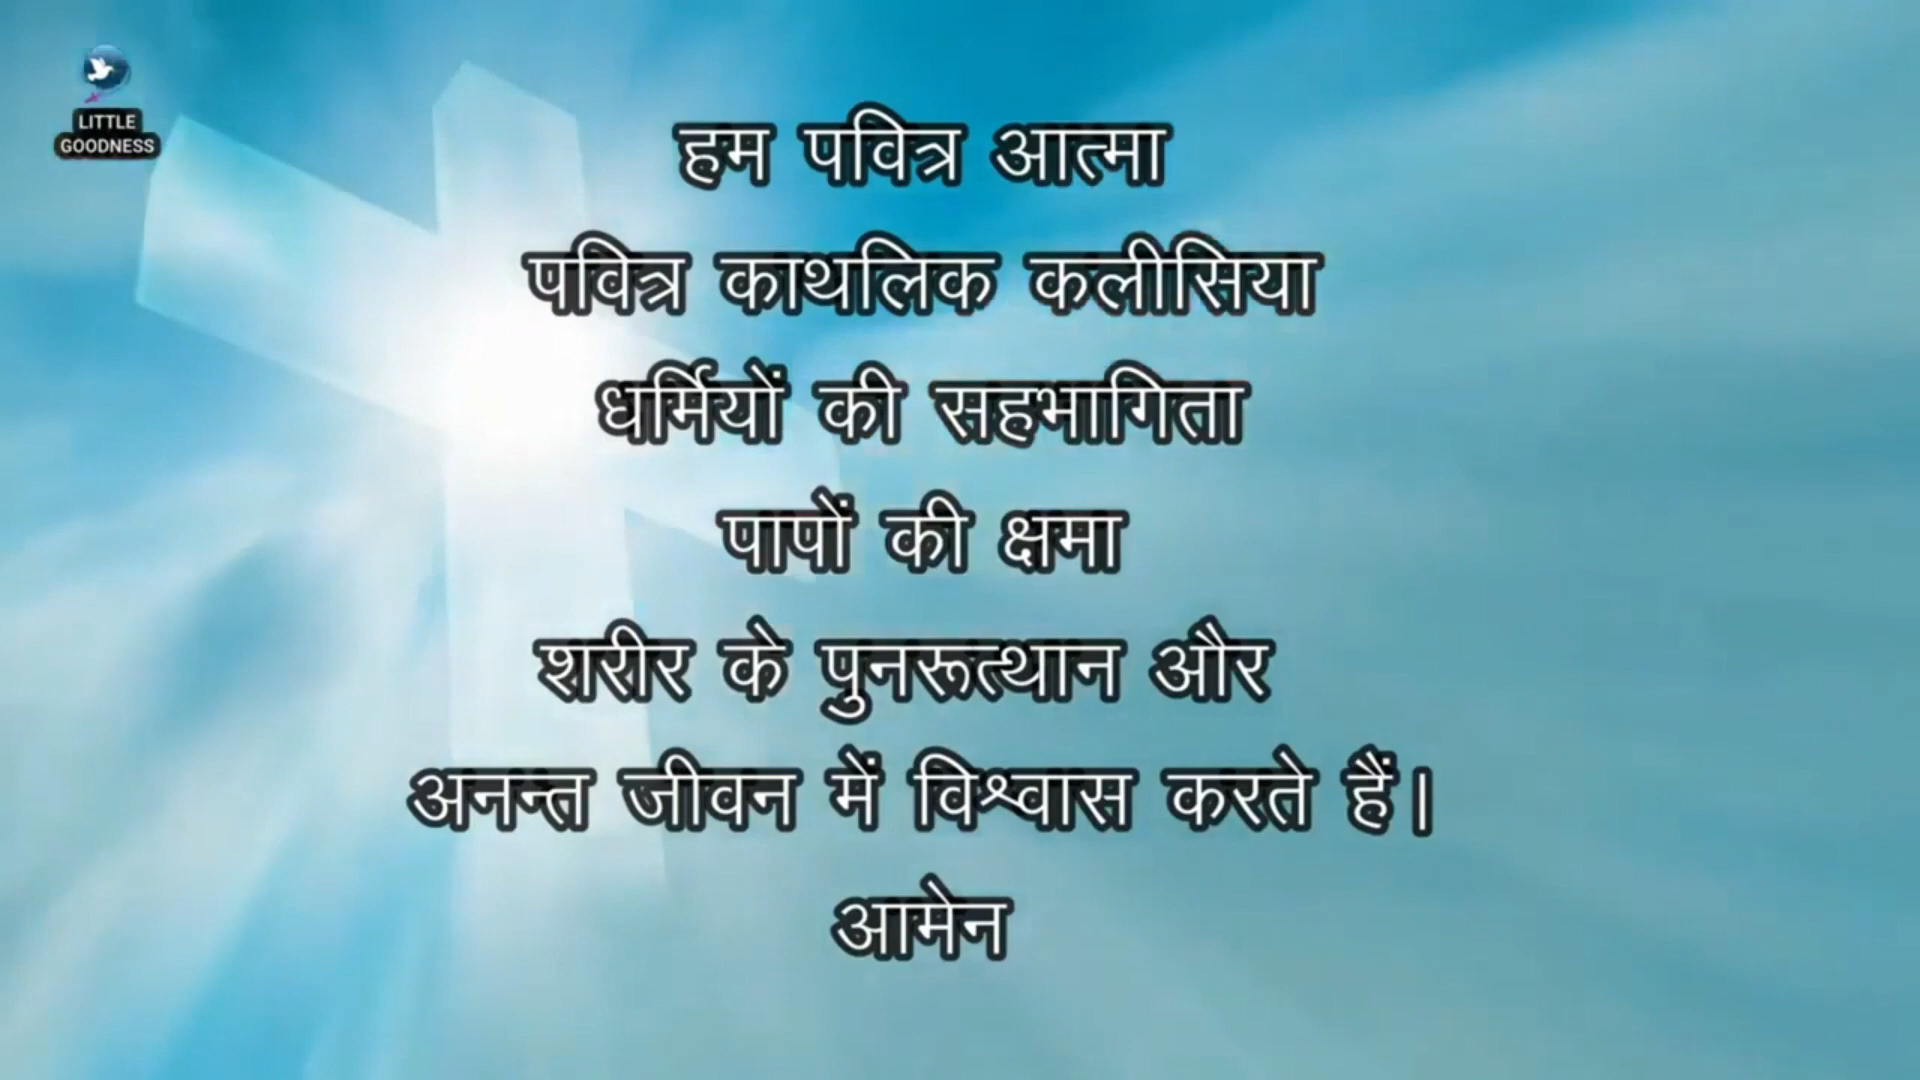 LITTLE
GOODNESS
हम पवित्र आत्मा
पवित्र काथलिक कलीसिया
धर्मियों की सहभागिता
पापों की क्षमा
शरीर के पुनरूत्थान और
अनन्त जीवन में विश्वास करते हैं।
आमेन